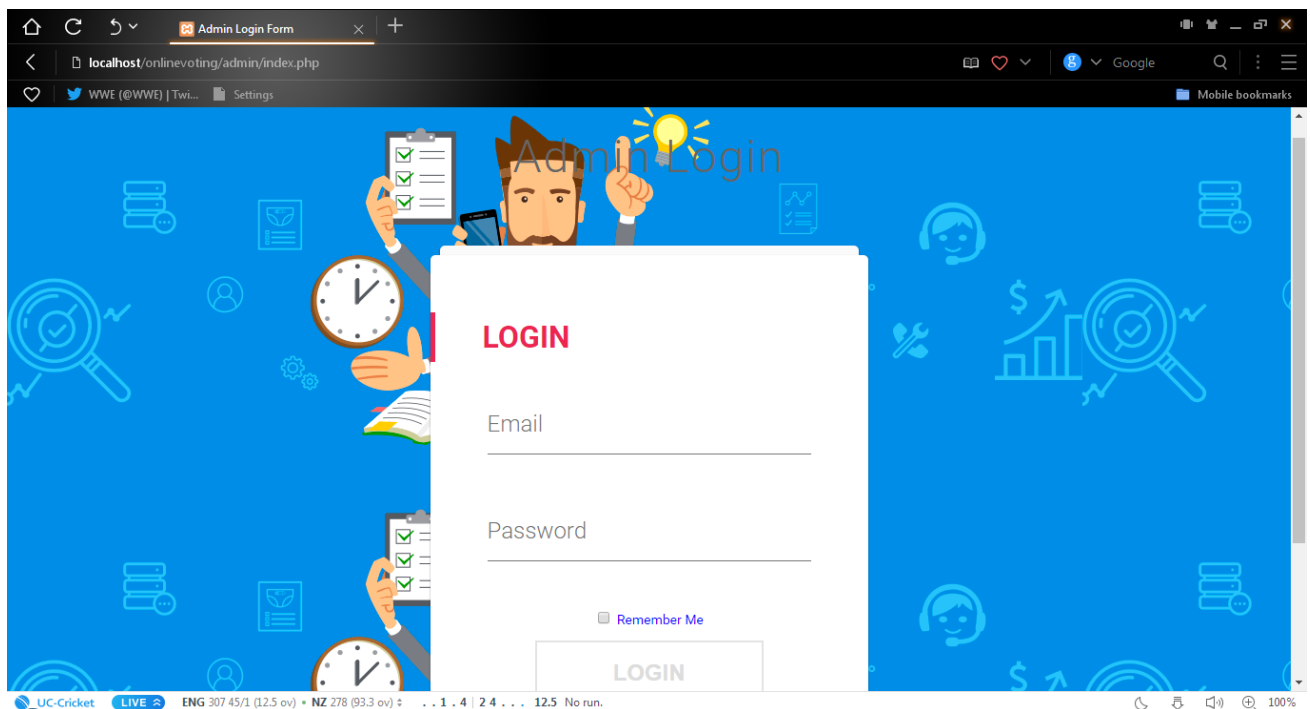 Admin Login Form
localhost/onlinevoting/admin/index.php
Google
WWE (@WWE) | Twi...
Settings
Mobile bookmarks
Admin Login
LOGIN
Email
Password
Remember Me
LOGIN
UC-Cricket LIVE ENG 307 45/1 (12.5 ov) • NZ 278 (93.3 ov) . . 1 . 4 | 2 4 . . . 12.5 No run. 100%